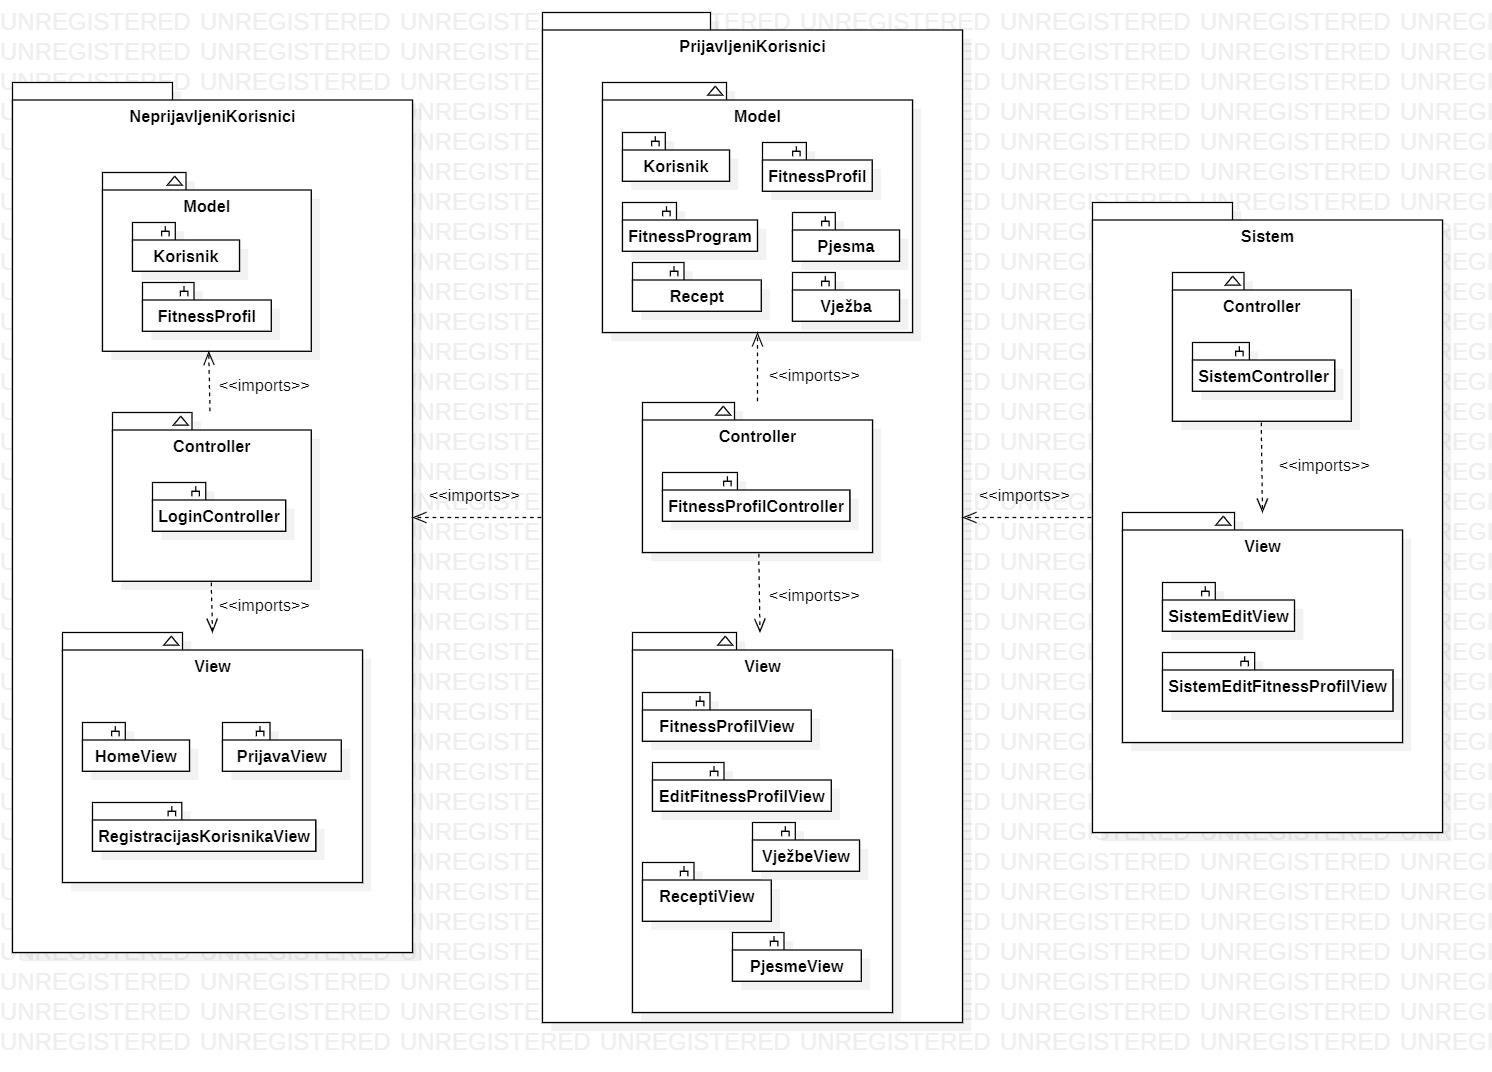 PrijavljeniKorisnici
Model
Korisnik
FitnessProfil
FitnessProgram
Pjesma
Recept
Vježba
<<imports>>
Controller
FitnessProfilController
<<imports>>
View
FitnessProfilView
EditFitnessProfilView
VježbeView
ReceptiView
PjesmeView
NeprijavljeniKorisnici
Model
Korisnik
FitnessProfil
<<imports>>
Controller
LoginController
<<imports>>
View
HomeView
PrijavaView
RegistracijasKorisnikaView
<<imports>>
<<imports>>
Sistem
Controller
SistemController
<<imports>>
View
SistemEditView
SistemEditFitnessProfilView
UNREGISTERED UNREGISTERED UNREGISTERED UNREGISTERED UNREGISTERED UNREGISTERED UNREGISTERED UNREGI